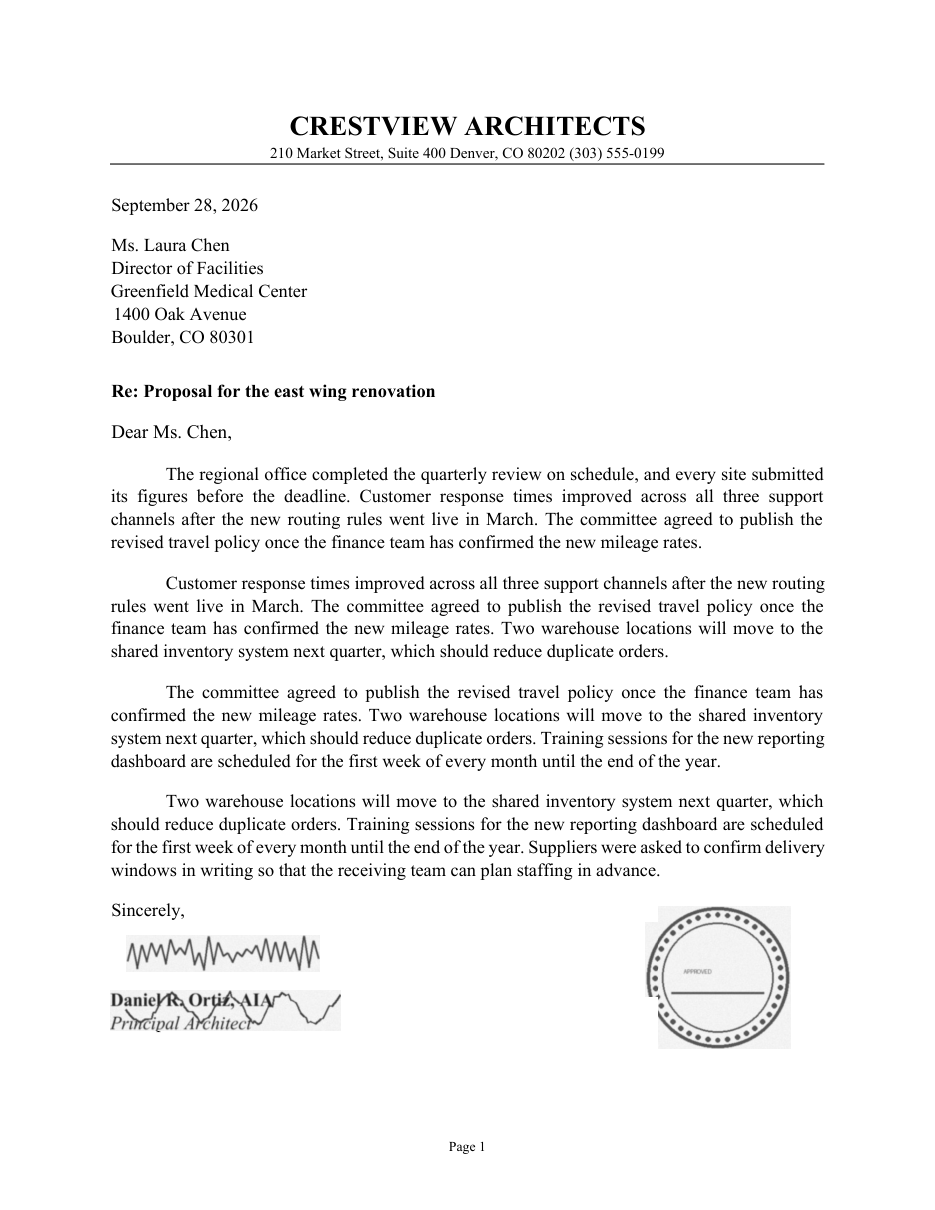 CRESTVIEW ARCHITECTS
210 Market Street, Suite 400 Denver, CO 80202 (303) 555-0199
September 28, 2026
Ms. Laura Chen
Director of Facilities
Greenfield Medical Center
1400 Oak Avenue
Boulder, CO 80301
Re: Proposal for the east wing renovation
Dear Ms. Chen,
The regional office completed the quarterly review on schedule, and every site submitted
its figures before the deadline. Customer response times improved across all three support
channels after the new routing rules went live in March. The committee agreed to publish the
revised travel policy once the finance team has confirmed the new mileage rates.
Customer response times improved across all three support channels after the new routing
rules went live in March. The committee agreed to publish the revised travel policy once the
finance team has confirmed the new mileage rates. Two warehouse locations will move to the
shared inventory system next quarter, which should reduce duplicate orders.
The committee agreed to publish the revised travel policy once the finance team has
confirmed the new mileage rates. Two warehouse locations will move to the shared inventory
system next quarter, which should reduce duplicate orders. Training sessions for the new reporting
dashboard are scheduled for the first week of every month until the end of the year.
Two warehouse locations will move to the shared inventory system next quarter, which
should reduce duplicate orders. Training sessions for the new reporting dashboard are scheduled
for the first week of every month until the end of the year. Suppliers were asked to confirm delivery
windows in writing so that the receiving team can plan staffing in advance.
Sincerely,
Daniel R. Ortiz, AIA
Principal Architect
APPROVED
Page 1